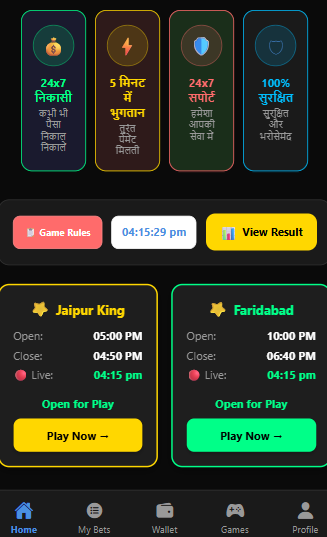 24x7
निकासी
कभी भी
पैसा
निकाल
निकाले
5 मिनट
में
भुगतान
तुरंत
पेमेंट
मिलती
24x7
सपोर्ट
हमेशा
आपकी
सेवा में
100%
सुरक्षित
सुरक्षित
और
भरोसेमंद
Game Rules
04:15:29 pm
View Result
Jaipur King
Open: 05:00 PM
Close: 04:50 PM
Live: 04:15 pm
Open for Play
Play Now →
Faridabad
Open: 10:00 PM
Close: 06:40 PM
Live: 04:15 pm
Open for Play
Play Now →
Home
My Bets
Wallet
Games
Profile